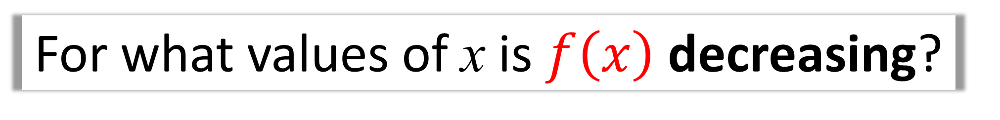 For what values of x is f(x) decreasing?